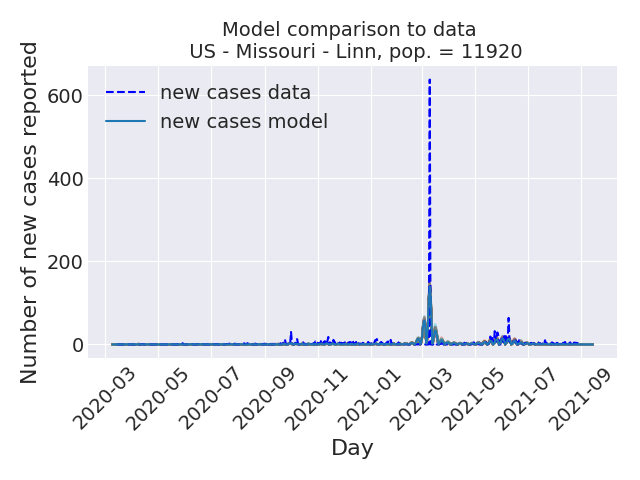 Model comparison to data
US - Missouri - Linn, pop. = 11920
Number of new cases reported
600
400
200
0
new cases data
new cases model
2020-03
2020-05
2020-07
2020-09
2020-11
2021-01
2021-03
2021-05
2021-07
2021-09
Day